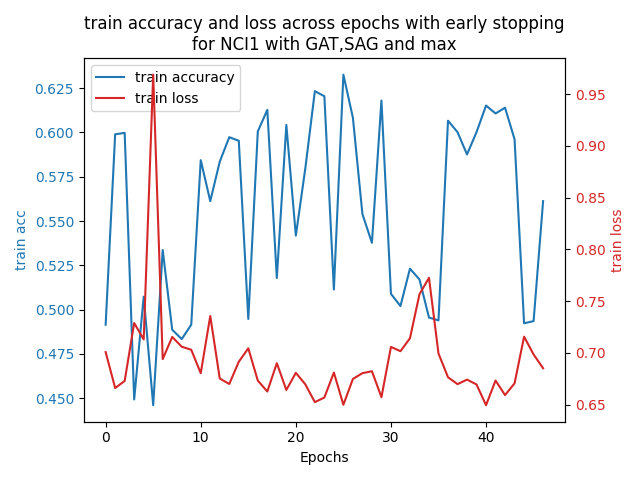 train accuracy and loss across epochs with early stopping
for NCI1 with GAT,SAG and max
train accuracy
train loss
0.625
0.600
0.575
0.550
0.525
0.500
0.475
0.450
train acc
0.95
0.90
0.85
0.80
0.75
0.70
0.65
train loss
0
10
20
30
40
Epochs